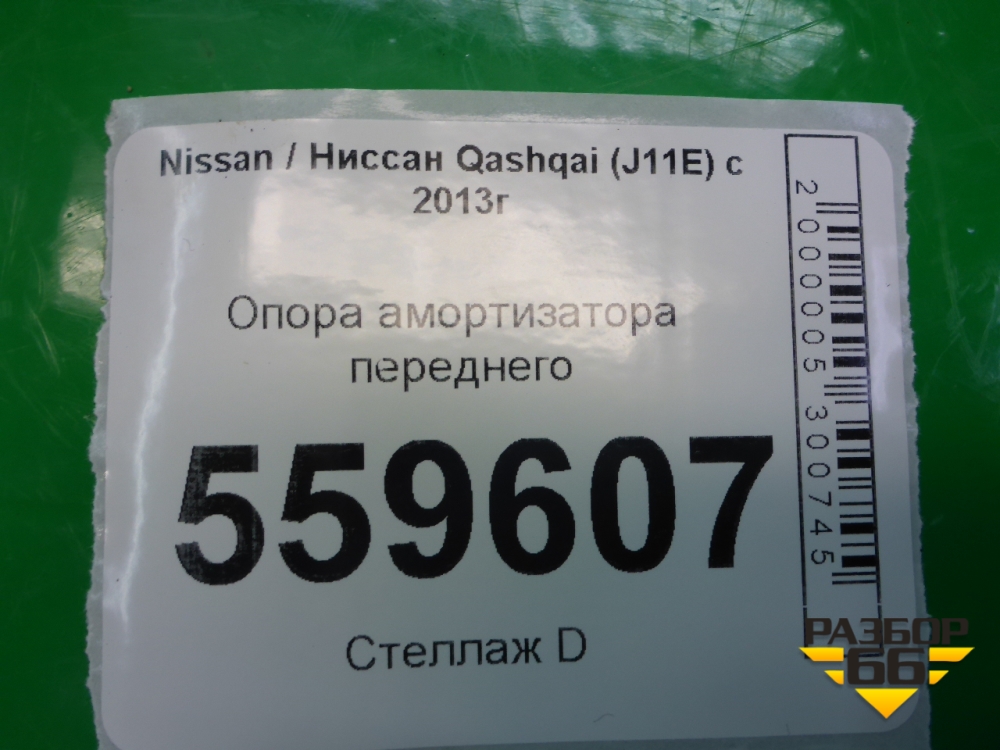 Nissan / Ниссан Qashqai (J11E) с
2013г
Опора амортизатора
переднего
559607
Стеллаж D
2000005300745
РАЗБОР
66